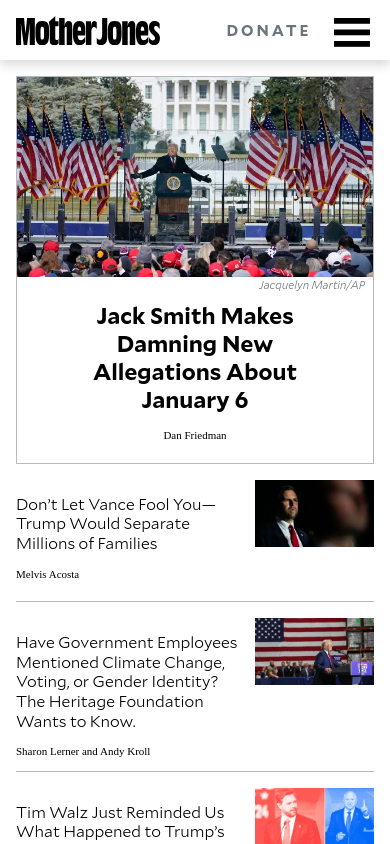 Mother Jones
DONATE
Jacquelyn Martin/AP
Jack Smith Makes
Damning New
Allegations About
January 6
Dan Friedman
Don’t Let Vance Fool You—
Trump Would Separate
Millions of Families
Melvis Acosta
Have Government Employees
Mentioned Climate Change,
Voting, or Gender Identity?
The Heritage Foundation
Wants to Know.
Sharon Lerner and Andy Kroll
Tim Walz Just Reminded Us
What Happened to Trump’s